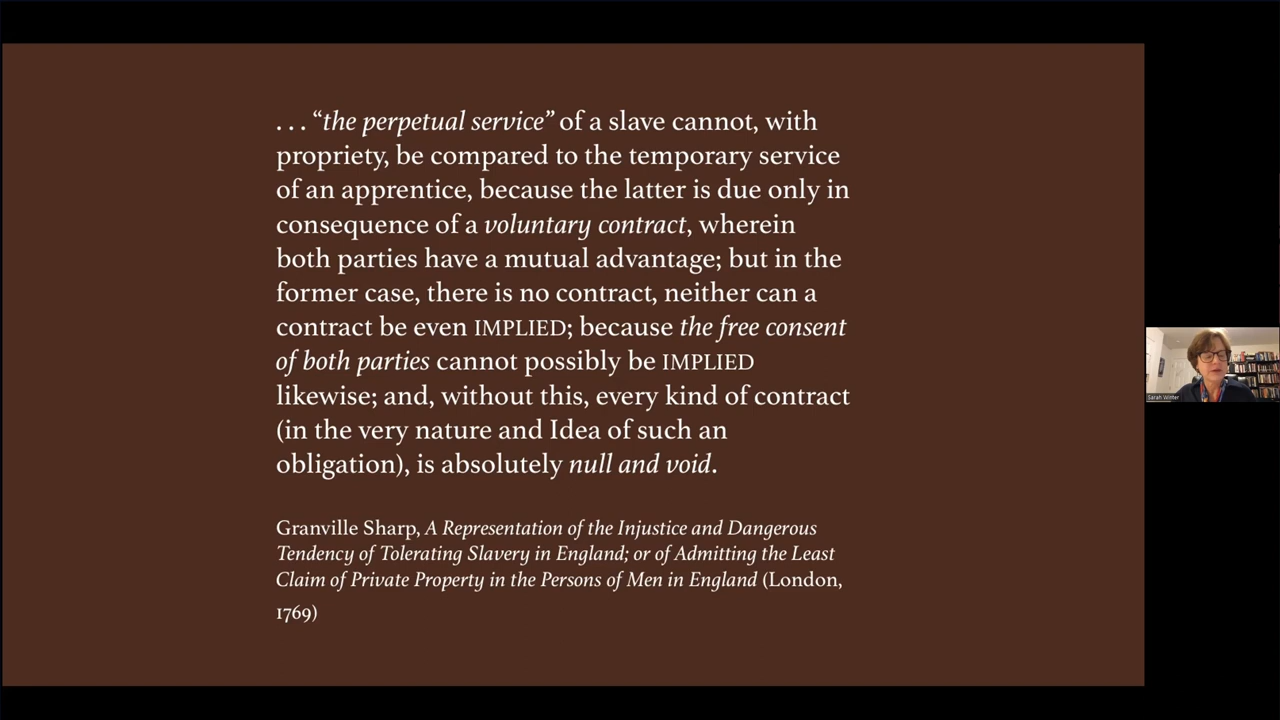 . . . “the perpetual service” of a slave cannot, with
propriety, be compared to the temporary service
of an apprentice, because the latter is due only in
consequence of a voluntary contract, wherein
both parties have a mutual advantage; but in the
former case, there is no contract, neither can a
contract be even IMPLIED; because the free consent
of both parties cannot possibly be IMPLIED
likewise; and, without this, every kind of contract
(in the very nature and Idea of such an
obligation), is absolutely null and void.
Granville Sharp, A Representation of the Injustice and Dangerous
Tendency of Tolerating Slavery in England; or of Admitting the Least
Claim of Private Property in the Persons of Men in England (London,
1769)
Sarah Winter